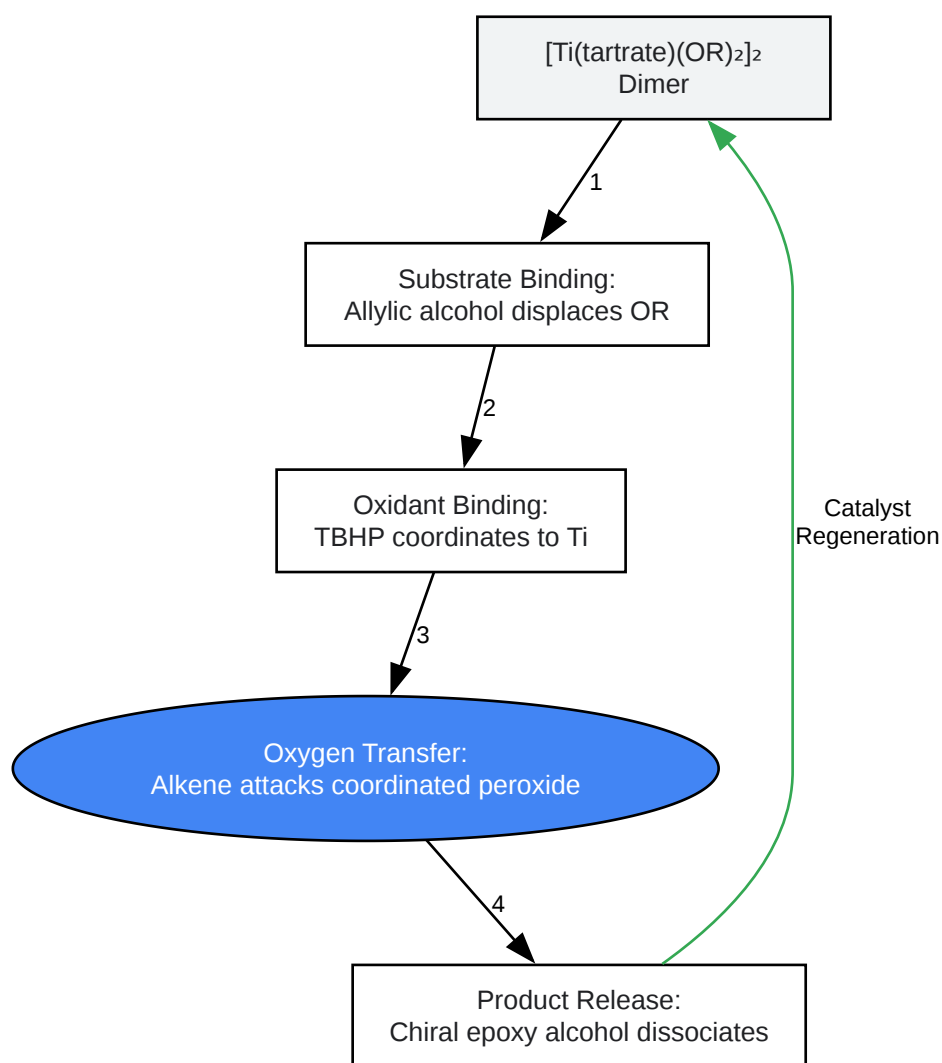 [Ti(tartrate)(OR)₂]₂
Dimer
1
Substrate Binding:
Allylic alcohol displaces OR
2
Oxidant Binding:
TBHP coordinates to Ti
Catalyst
Regeneration
3
Oxygen Transfer:
Alkene attacks coordinated peroxide
4
Product Release:
Chiral epoxy alcohol dissociates